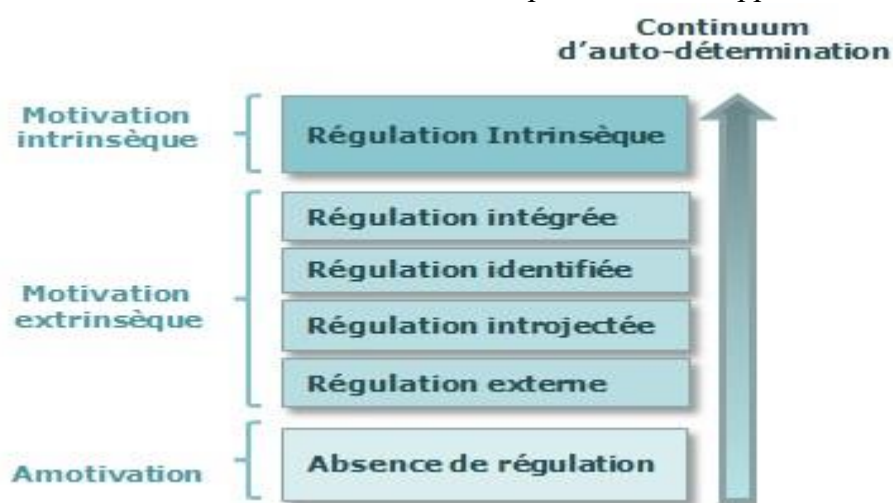 Continuum
d'auto-détermination
Motivation
intrinsèque
Régulation Intrinsèque
Régulation intégrée
Régulation identifiée
Motivation
extrinsèque
Régulation introjectée
Régulation externe
Amotivation
Absence de régulation